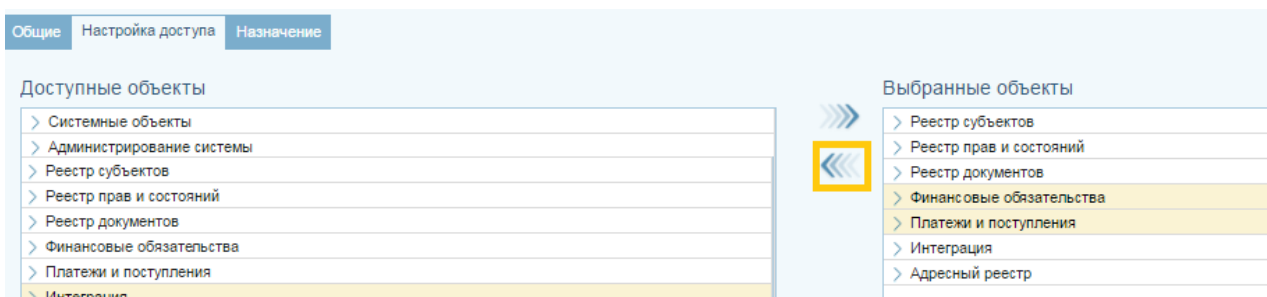 Общие Настройка доступа Назначение
Доступные объекты
Системные объекты
Администрирование системы
Реестр субъектов
Реестр прав и состояний
Реестр документов
Финансовые обязательства
Платежи и поступления
Интеграция
Выбранные объекты
Реестр субъектов
Реестр прав и состояний
Реестр документов
Финансовые обязательства
Платежи и поступления
Интеграция
Адресный реестр